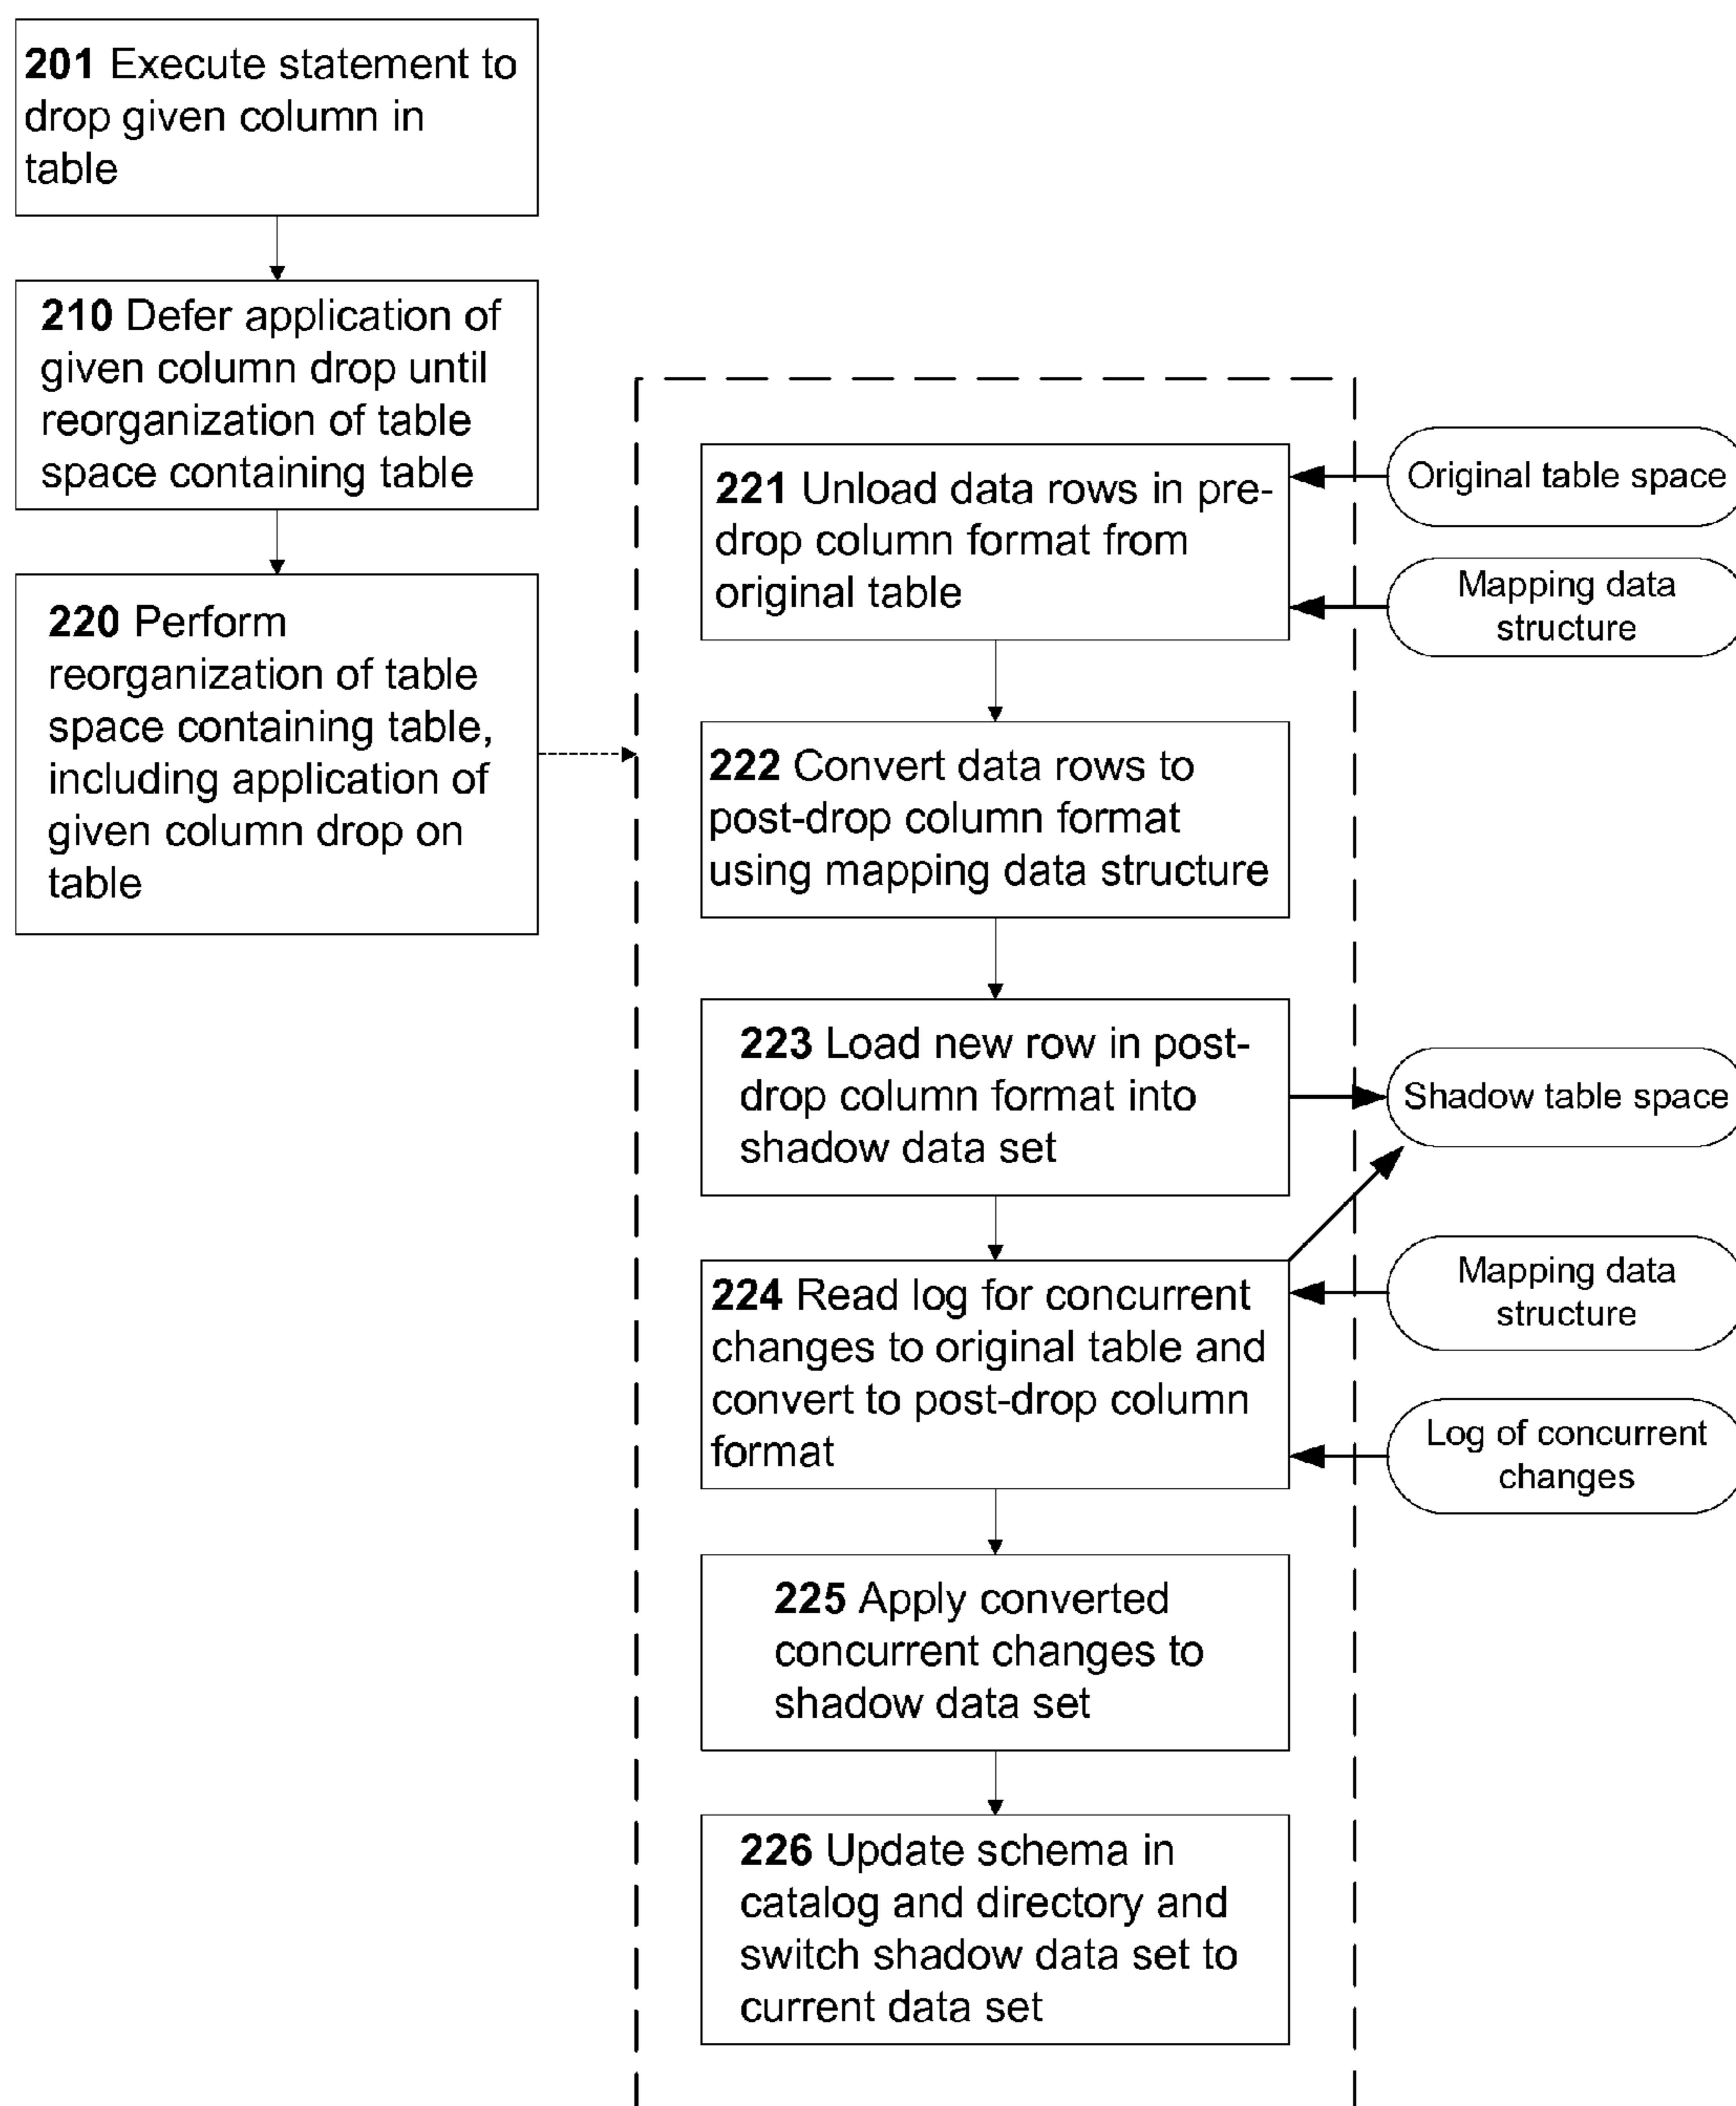 201 Execute statement to
drop given column in
table
210 Defer application of
given column drop until
reorganization of table
space containing table
220 Perform
reorganization of table
space containing table,
including application of
given column drop on
table
221 Unload data rows in pre-
drop column format from
original table
Original table space
Mapping data
structure
222 Convert data rows to
post-drop column format
using mapping data structure
223 Load new row in post-
drop column format into
shadow data set
Shadow table space
224 Read log for concurrent
changes to original table and
convert to post-drop column
format
Mapping data
structure
Log of concurrent
changes
225 Apply converted
concurrent changes to
shadow data set
226 Update schema in
catalog and directory and
switch shadow data set to
current data set